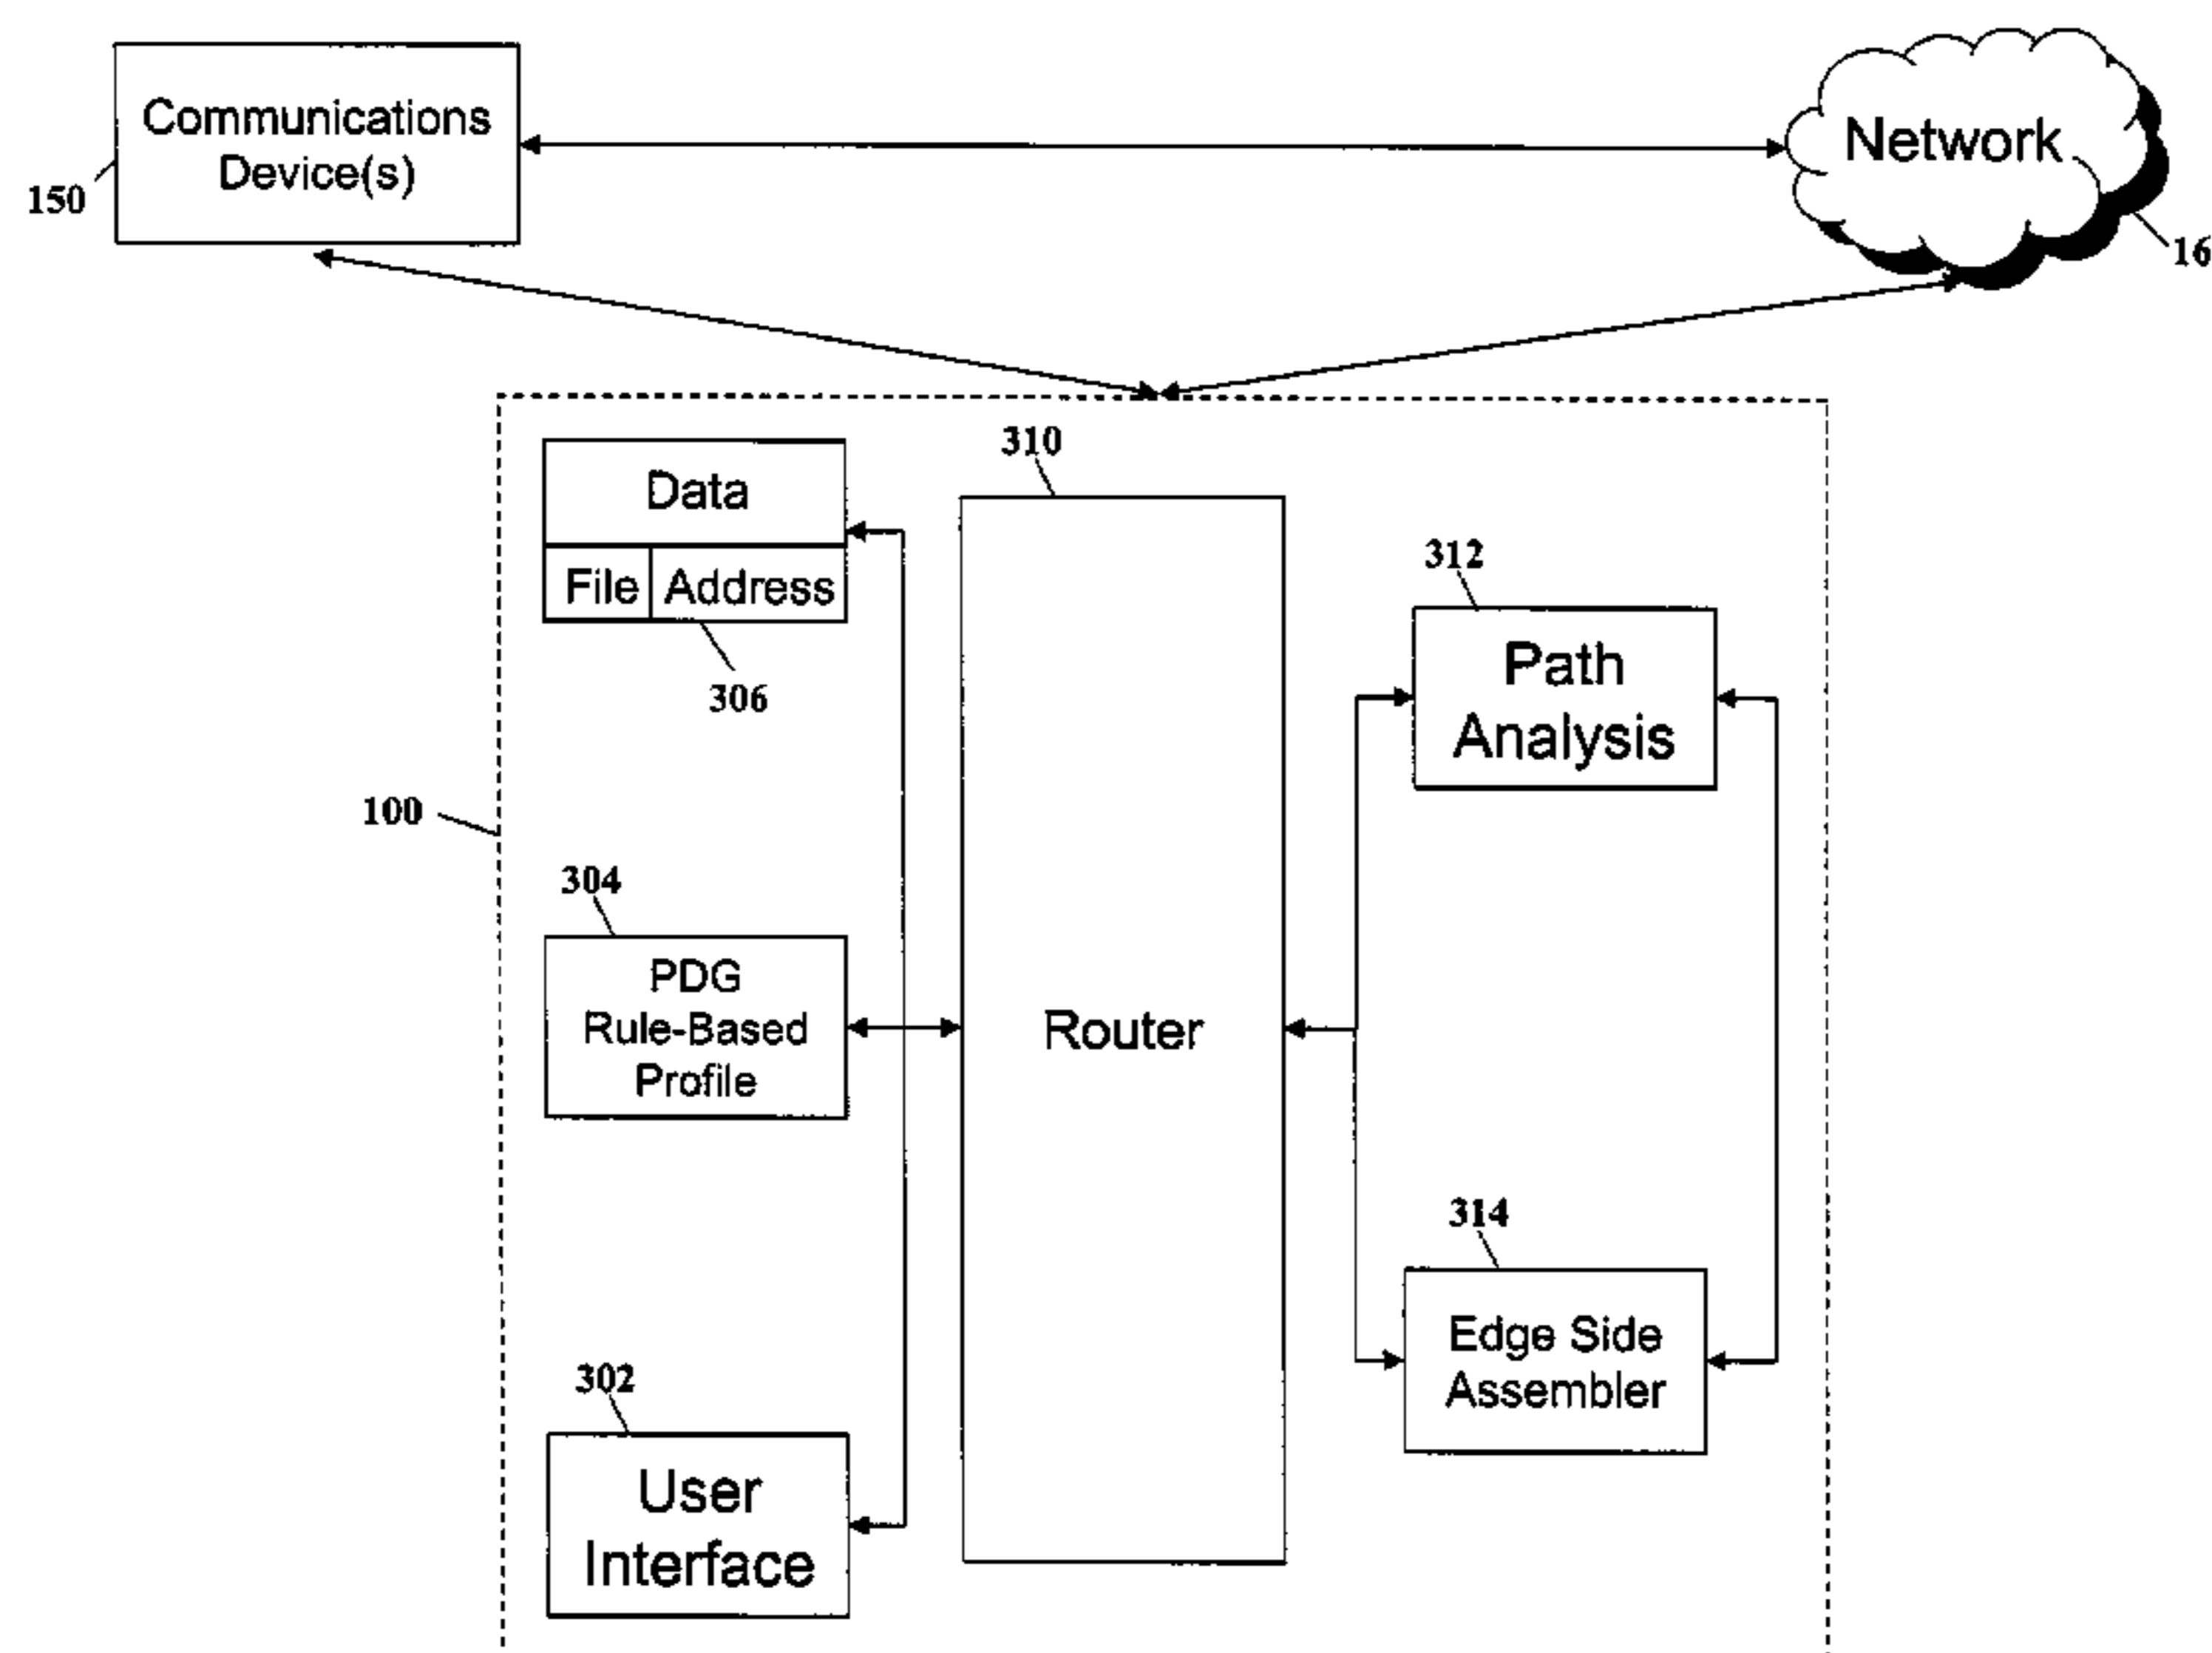 Communications
Device(s)
150
Network
16
310
Data
File Address
306
312
Path
Analysis
100
304
PDG
Rule-Based
Profile
Router
314
Edge Side
Assembler
302
User
Interface